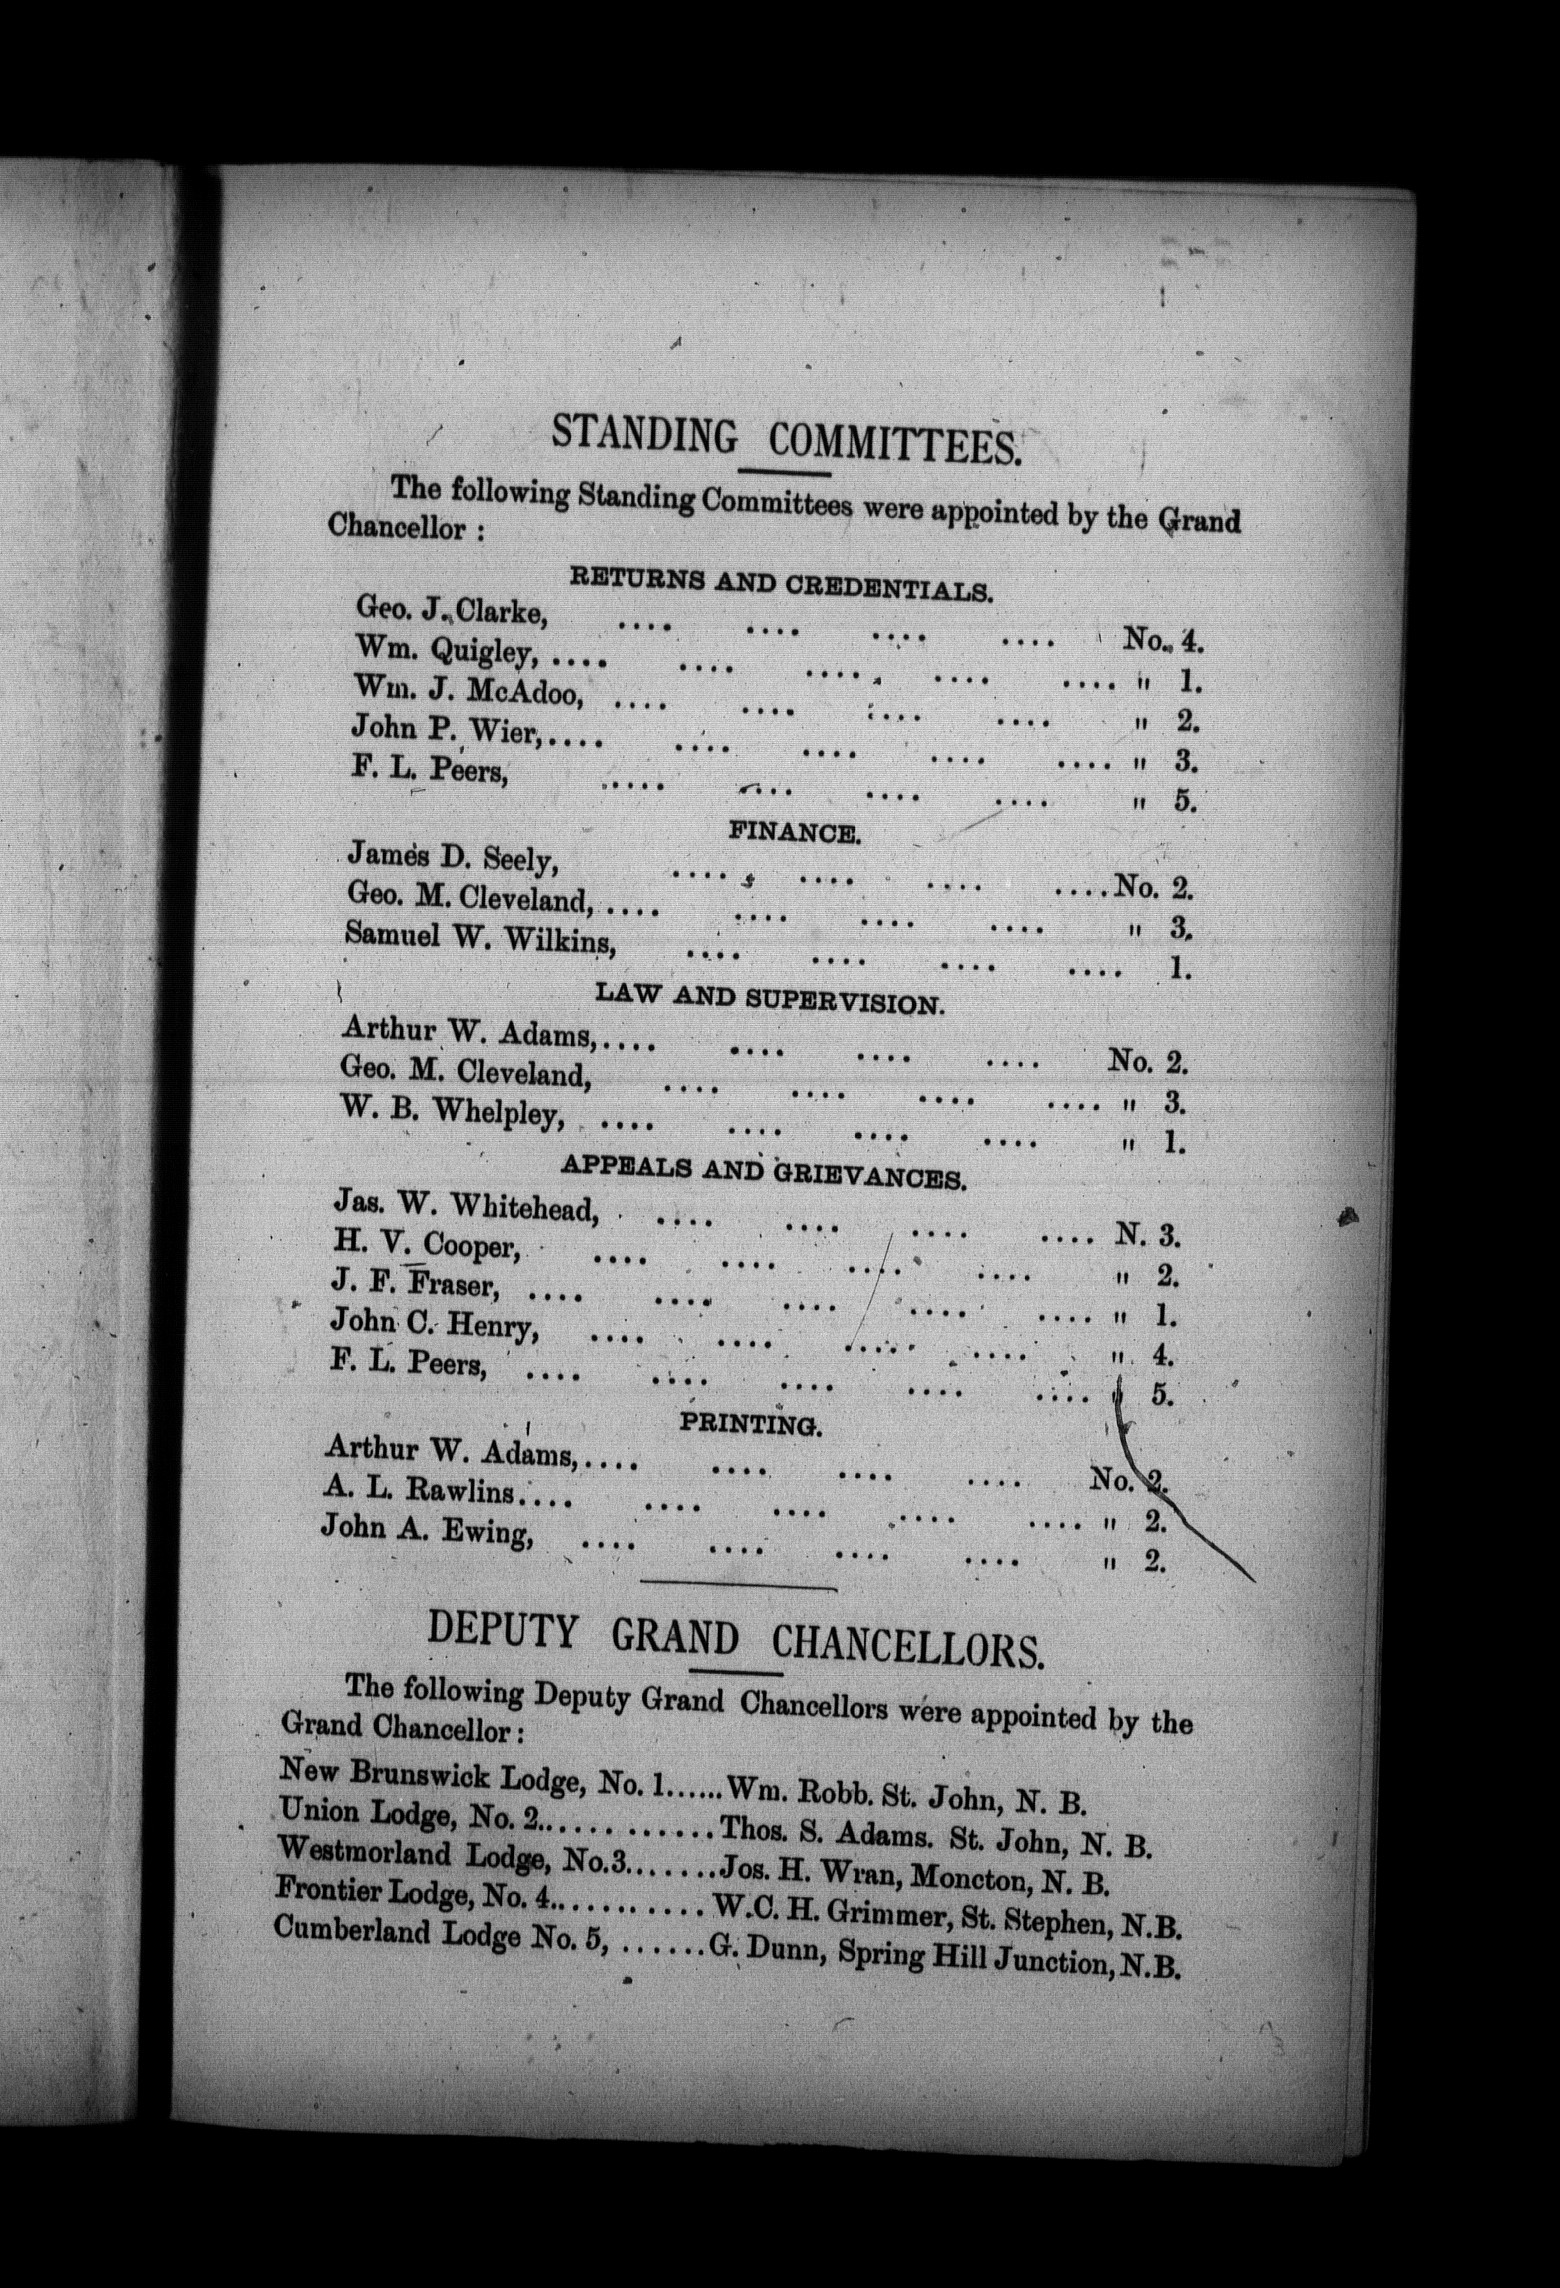 STANDING COMMITTEES.
The following Standing Committees were appointed by the Grand
Chancellor :
RETURNS AND CREDENTIALS.
Geo. J. Clarke, .... .... .... .... No. 4.
Wm. Quigley, .... .... .... .... .... " 1.
Wm. J. McAdoo, .... .... .... .... " 2.
John P. Wier,.... .... .... .... .... " 3.
F. L. Peers, ..... .... .... .... " 5.
FINANCE.
James D. Seely, .... .... .... ....No. 2.
Geo. M. Cleveland, .... .... .... .... " 3.
Samuel W. Wilkins, .... .... .... .... 1.
LAW AND SUPERVISION.
Arthur W. Adams,.... .... .... .... No. 2.
Geo. M. Cleveland, .... .... .... .... " 3.
W. B. Whelpley, .... .... .... .... " 1.
APPEALS AND GRIEVANCES.
Jas. W. Whitehead, .... .... .... .... N. 3.
H. V. Cooper, .... .... .... .... " 2.
J. F. Fraser, .... .... .... .... .... " 1.
John C. Henry, .... .... .... .... " 4.
F. L. Peers, .... .... .... .... .... " 5.
PRINTING.
Arthur W. Adams,.... .... .... .... No. 2.
A. L. Rawlins.... .... .... .... .... " 2.
John A. Ewing, .... .... .... .... " 2.
DEPUTY GRAND CHANCELLORS.
The following Deputy Grand Chancellors were appointed by the
Grand Chancellor :
New Brunswick Lodge, No. 1......Wm. Robb. St. John, N. B.
Union Lodge, No. 2.............Thos. S. Adams. St. John, N. B.
Westmorland Lodge, No.3.......Jos. H. Wran, Moncton, N. B.
Frontier Lodge, No. 4............W.C. H. Grimmer, St. Stephen, N.B.
Cumberland Lodge No. 5, ......G. Dunn, Spring Hill Junction, N.B.